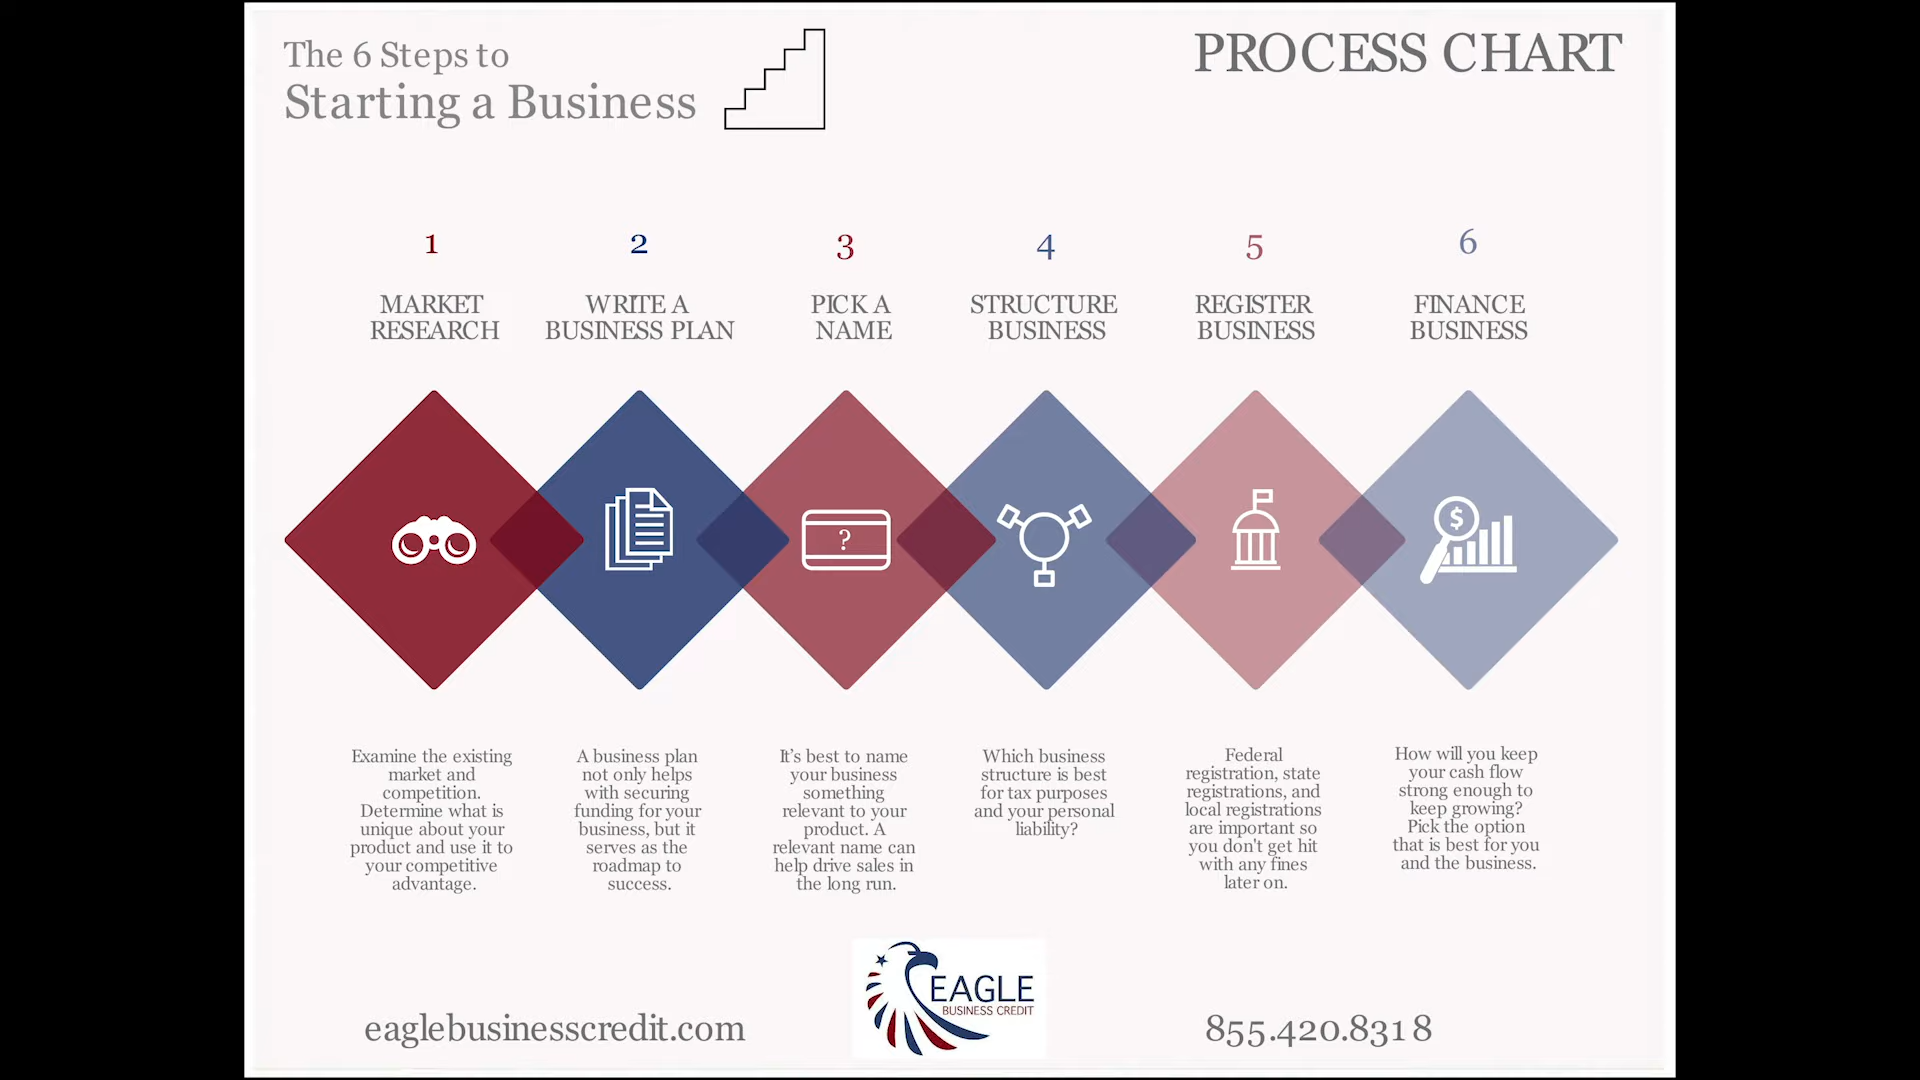 The 6 Steps to
Starting a Business
PROCESS CHART
1
MARKET
RESEARCH
2
WRITE A
BUSINESS PLAN
3
PICK A
NAME
4
STRUCTURE
BUSINESS
5
REGISTER
BUSINESS
6
FINANCE
BUSINESS
?
$
Examine the existing
market and
competition.
Determine what is
unique about your
product and use it to
your competitive
advantage.
A business plan
not only helps
with securing
funding for your
business, but it
serves as the
roadmap to
success.
It’s best to name
your business
something
relevant to your
product. A
relevant name can
help drive sales in
the long run.
Which business
structure is best
for tax purposes
and your personal
liability?
Federal
registration, state
registrations, and
local registrations
are important so
you don't get hit
with any fines
later on.
How will you keep
your cash flow
strong enough to
keep growing?
Pick the option
that is best for you
and the business.
eaglebusinesscredit.com
EAGLE
BUSINESS CREDIT
855.420.8318